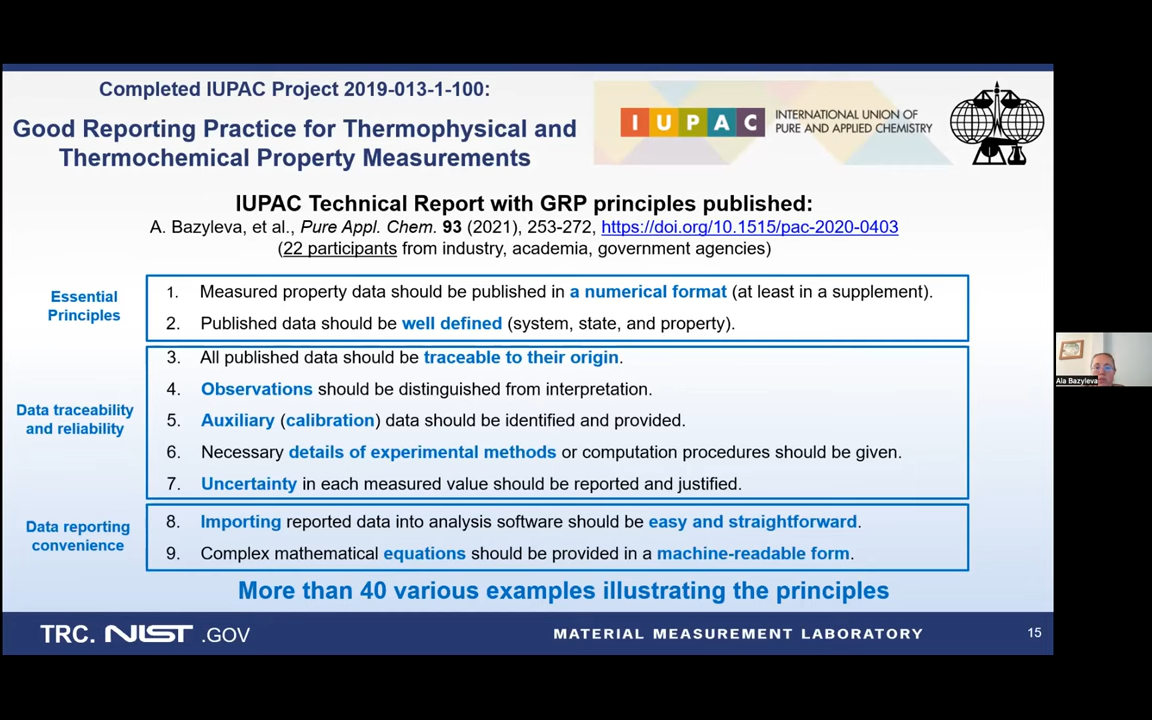 Completed IUPAC Project 2019-013-1-100:
Good Reporting Practice for Thermophysical and
Thermochemical Property Measurements
IUPAC
INTERNATIONAL UNION OF
PURE AND APPLIED CHEMISTRY
IUPAC Technical Report with GRP principles published:
A. Bazyleva, et al., Pure Appl. Chem. 93 (2021), 253-272, https://doi.org/10.1515/pac-2020-0403
(22 participants from industry, academia, government agencies)
Essential
Principles
1. Measured property data should be published in a numerical format (at least in a supplement).
2. Published data should be well defined (system, state, and property).
Data traceability
and reliability
3. All published data should be traceable to their origin.
4. Observations should be distinguished from interpretation.
5. Auxiliary (calibration) data should be identified and provided.
6. Necessary details of experimental methods or computation procedures should be given.
7. Uncertainty in each measured value should be reported and justified.
Data reporting
convenience
8. Importing reported data into analysis software should be easy and straightforward.
9. Complex mathematical equations should be provided in a machine-readable form.
More than 40 various examples illustrating the principles
TRC. NIST .GOV
MATERIAL MEASUREMENT LABORATORY
15
Ala Bazyleva